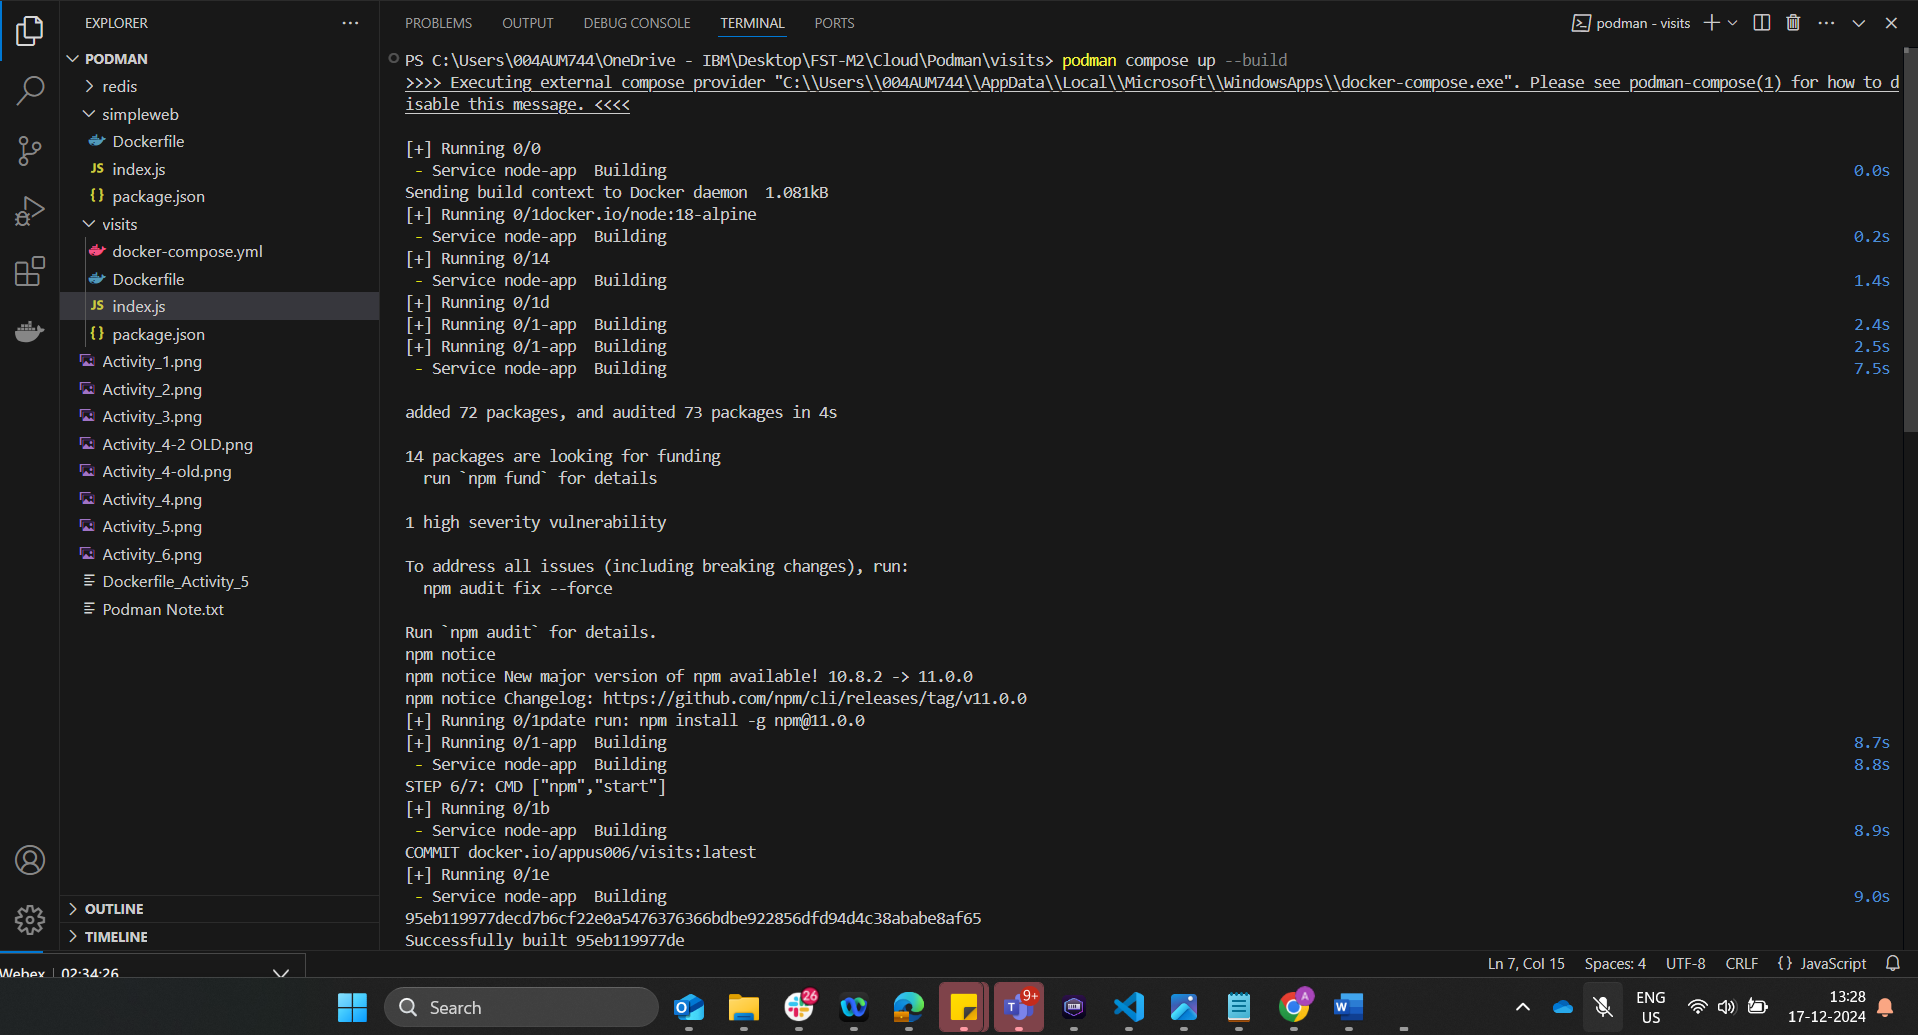 EXPLORER
PODMAN
redis
simpleweb
Dockerfile
JS index.js
{} package.json
visits
docker-compose.yml
Dockerfile
JS index.js
{} package.json
Activity_1.png
Activity_2.png
Activity_3.png
Activity_4-2 OLD.png
Activity_4-old.png
Activity_4.png
Activity_5.png
Activity_6.png
Dockerfile_Activity_5
Podman Note.txt
OUTLINE
TIMELINE
PROBLEMS OUTPUT DEBUG CONSOLE TERMINAL PORTS
podman - visits
PS C:\Users\004AUM744\OneDrive - IBM\Desktop\FST-M2\Cloud\Podman\visits> podman compose up --build
>>>> Executing external compose provider "C:\\Users\\004AUM744\\AppData\\Local\\Microsoft\\WindowsApps\\docker-compose.exe". Please see podman-compose(1) for how to d
isable this message. <<<<
[+] Running 0/0
- Service node-app Building 0.0s
Sending build context to Docker daemon 1.081kB
[+] Running 0/1docker.io/node:18-alpine
- Service node-app Building 0.2s
[+] Running 0/14
- Service node-app Building 1.4s
[+] Running 0/1d
[+] Running 0/1-app Building 2.4s
[+] Running 0/1-app Building 2.5s
- Service node-app Building 7.5s
added 72 packages, and audited 73 packages in 4s
14 packages are looking for funding
run `npm fund` for details
1 high severity vulnerability
To address all issues (including breaking changes), run:
npm audit fix --force
Run `npm audit` for details.
npm notice
npm notice New major version of npm available! 10.8.2 -> 11.0.0
npm notice Changelog: https://github.com/npm/cli/releases/tag/v11.0.0
[+] Running 0/1pdate run: npm install -g npm@11.0.0
[+] Running 0/1-app Building 8.7s
- Service node-app Building 8.8s
STEP 6/7: CMD ["npm","start"]
[+] Running 0/1b
- Service node-app Building 8.9s
COMMIT docker.io/appus006/visits:latest
[+] Running 0/1e
- Service node-app Building 9.0s
95eb119977decd7b6cf22e0a5476376366bdbe922856dfd94d4c38ababe8af65
Successfully built 95eb119977de
Ln 7, Col 15 Spaces: 4 UTF-8 CRLF {} JavaScript
Webex | 02:34:26
Search
26
9+
A
ENG
US
13:28
17-12-2024